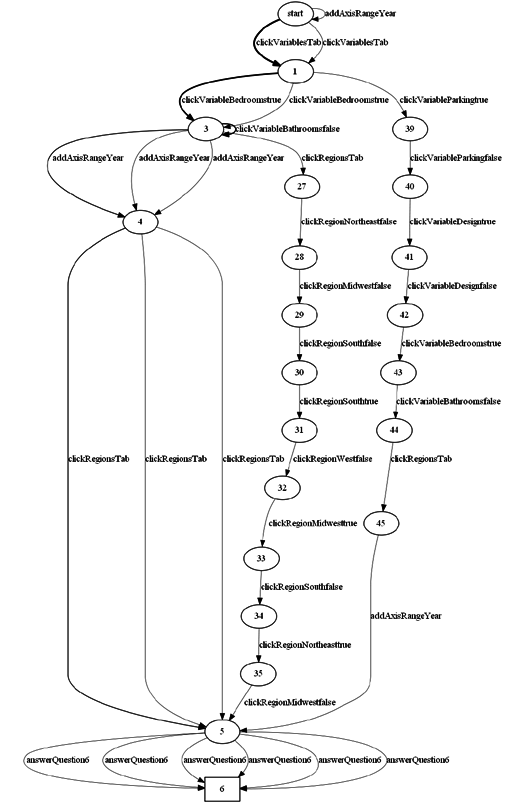 start
addAxisRangeYear
clickVariablesTab
clickVariablesTab
1
clickVariableBedroomstrue
clickVariableBedroomstrue
clickVariableParkingtrue
3
clickVariableBathroomsfalse
39
addAxisRangeYear
addAxisRangeYear
addAxisRangeYear
clickRegionsTab
clickVariableParkingfalse
27
40
4
clickRegionNortheastfalse
clickVariableDesigntrue
28
41
clickRegionMidwestfalse
clickVariableDesignfalse
29
42
clickRegionSouthfalse
clickVariableBedroomstrue
30
43
clickRegionSouthtrue
clickVariableBathroomsfalse
31
44
clickRegionsTab
clickRegionsTab
clickRegionsTab
clickRegionWestfalse
clickRegionsTab
32
clickRegionMidwesttrue
45
33
clickRegionSouthfalse
34
addAxisRangeYear
clickRegionNortheasttrue
35
clickRegionMidwestfalse
5
answerQuestion6
answerQuestion6
answerQuestion6
answerQuestion6
answerQuestion6
answerQuestion6
6